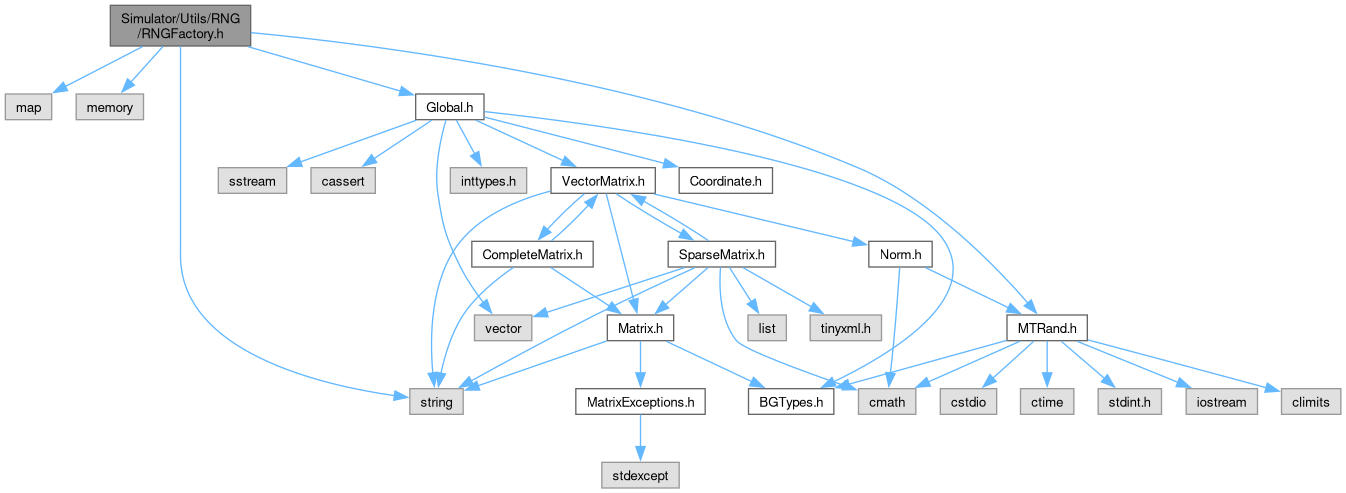 Simulator/Utils/RNG
/RNGFactory.h
map
memory
Global.h
sstream
cassert
inttypes.h
VectorMatrix.h
Coordinate.h
CompleteMatrix.h
SparseMatrix.h
Norm.h
vector
Matrix.h
list
tinyxml.h
MTRand.h
string
MatrixExceptions.h
BGTypes.h
cmath
cstdio
ctime
stdint.h
iostream
climits
stdexcept